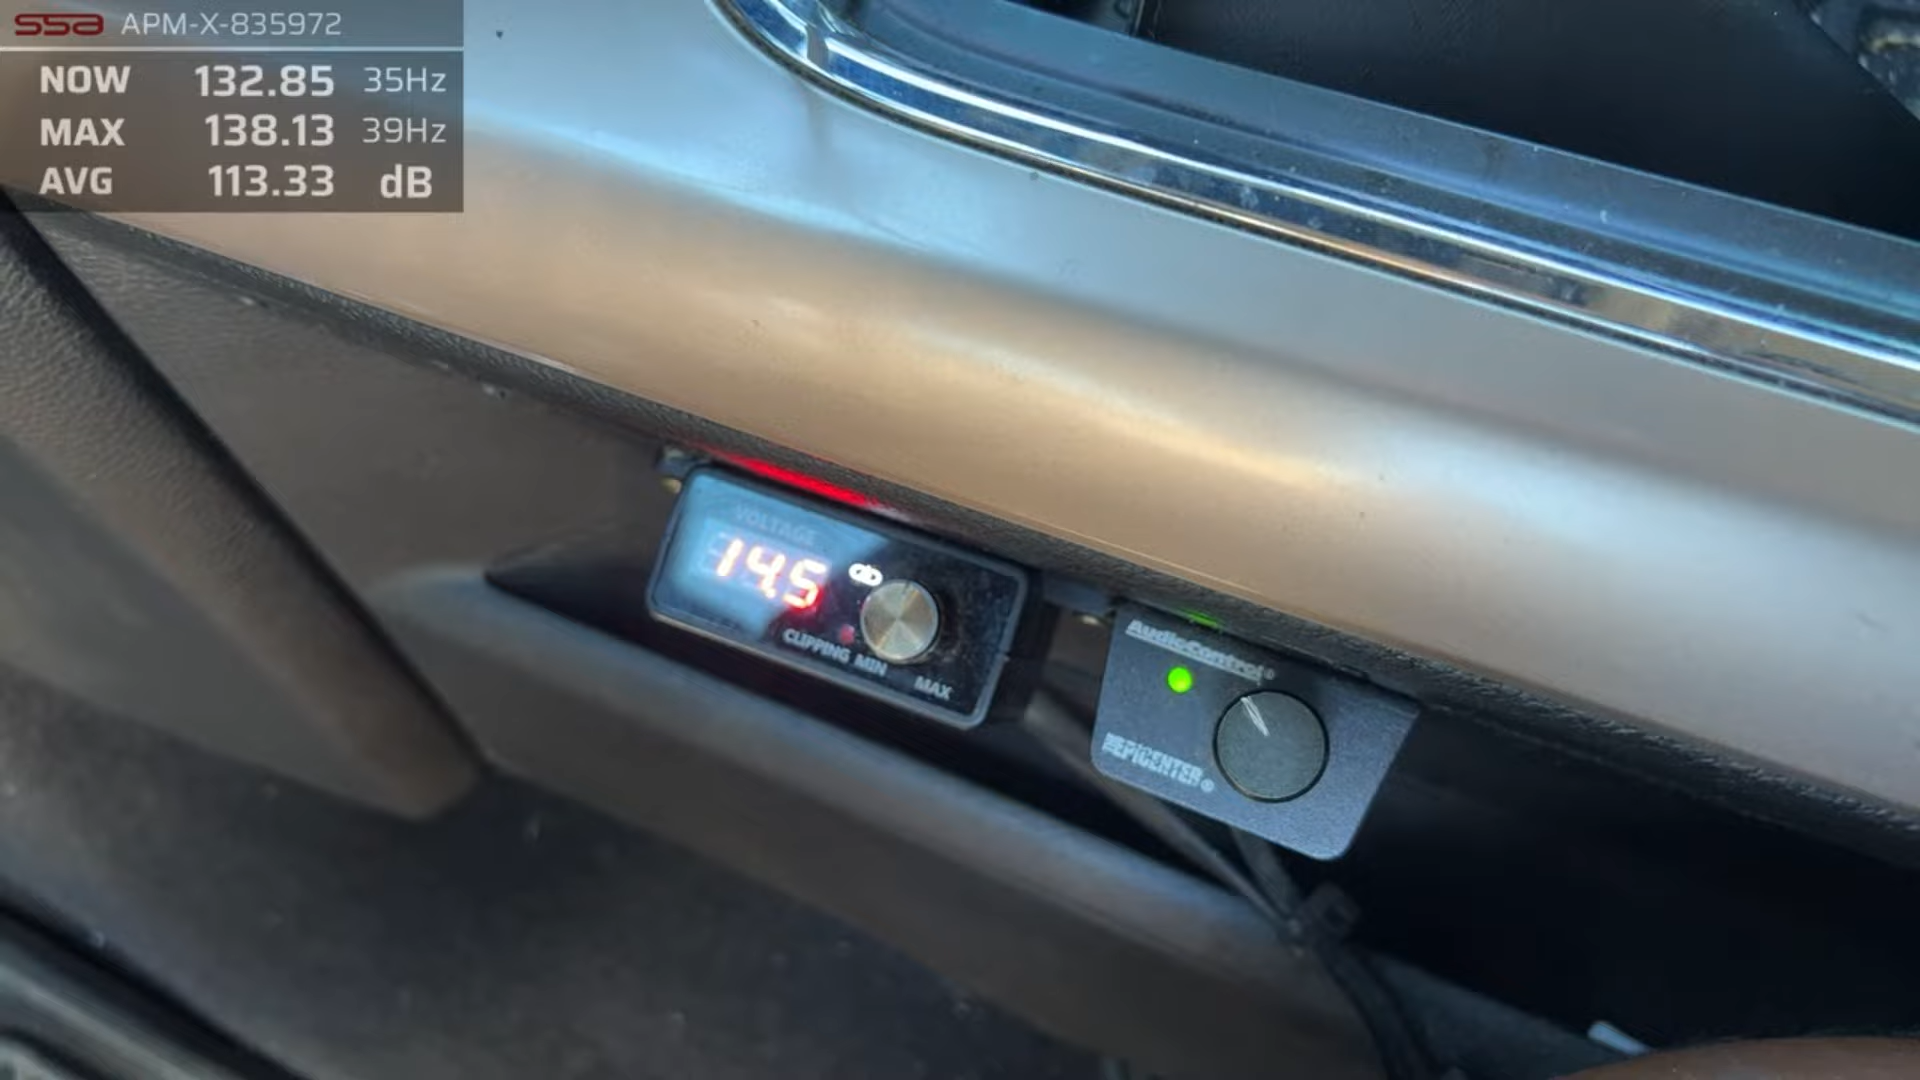 ssa APM-X-835972
NOW 132.85 35Hz
MAX 138.13 39Hz
AVG 113.33 dB
VOLTAGE
14.5
CLIPPING MIN
MAX
AudioControl®
THE EPICENTER®